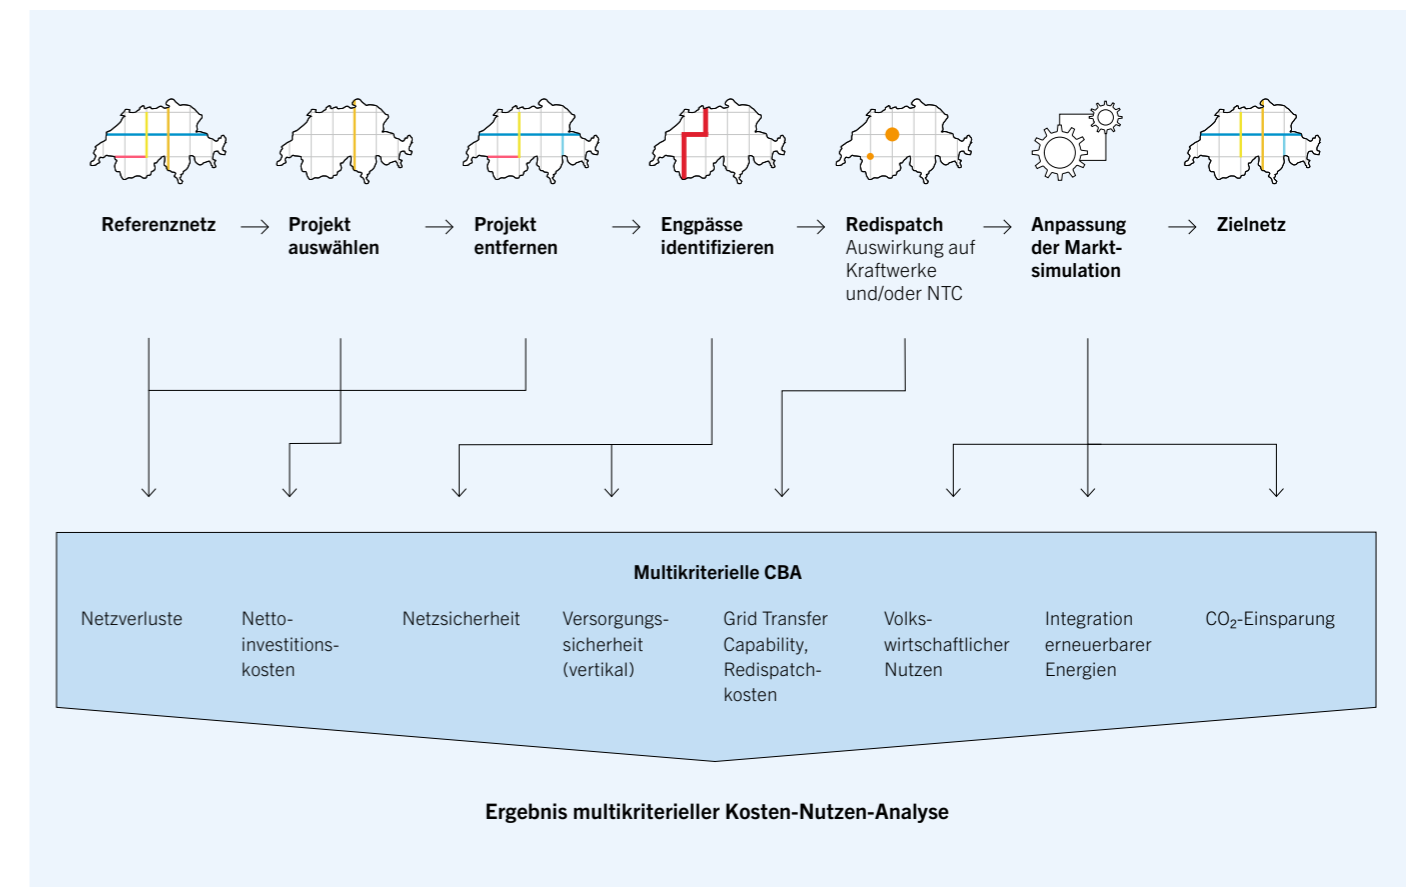 Referenznetz
Projekt
auswählen
Projekt
entfernen
Engpässe
identifizieren
Redispatch
Auswirkung auf
Kraftwerke
und/oder NTC
Anpassung
der Markt-
simulation
Zielnetz
Multikriterielle CBA
Netzverluste
Netto-
investitions-
kosten
Netzsicherheit
Versorgungs-
sicherheit
(vertikal)
Grid Transfer
Capability,
Redispatch-
kosten
Volks-
wirtschaftlicher
Nutzen
Integration
erneuerbarer
Energien
CO₂-Einsparung
Ergebnis multikriterieller Kosten-Nutzen-Analyse